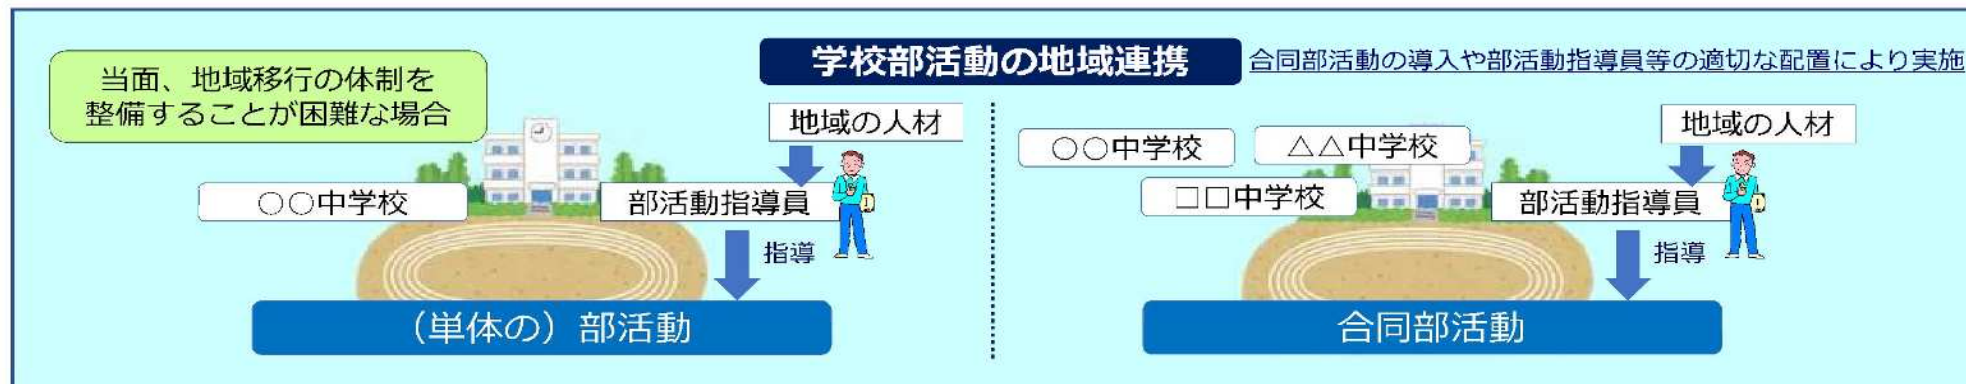 学校部活動の地域連携
合同部活動の導入や部活動指導員等の適切な配置により実施
当面、地域移行の体制を
整備することが困難な場合
地域の人材
○○中学校
部活動指導員
指導
（単体の）部活動
地域の人材
○○中学校
△△中学校
□□中学校
部活動指導員
指導
合同部活動